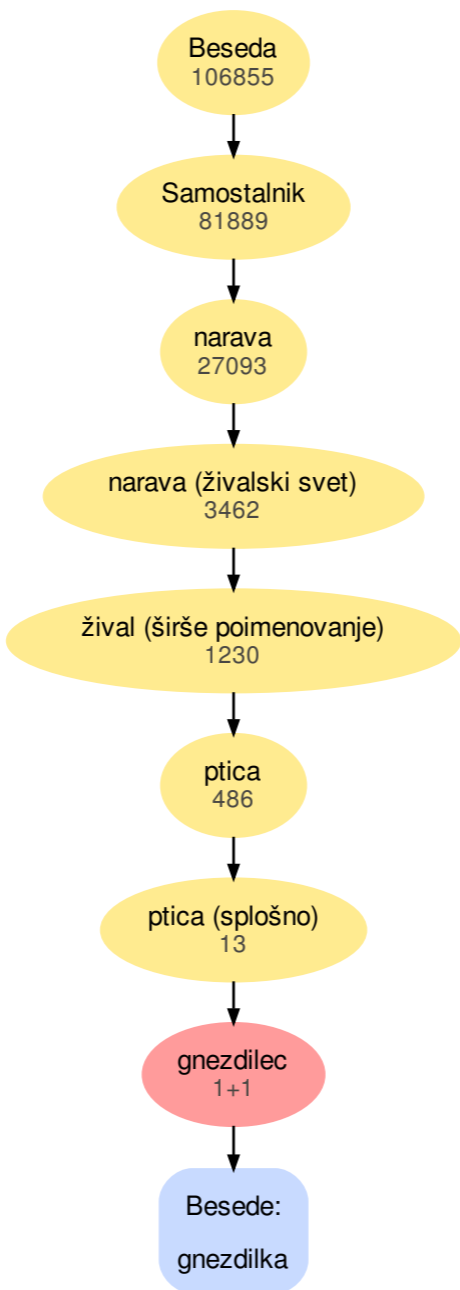 Beseda
106855
Samostalnik
81889
narava
27093
narava (živalski svet)
3462
žival (širše poimenovanje)
1230
ptica
486
ptica (splošno)
13
gnezdilec
1+1
Besede:
gnezdilka